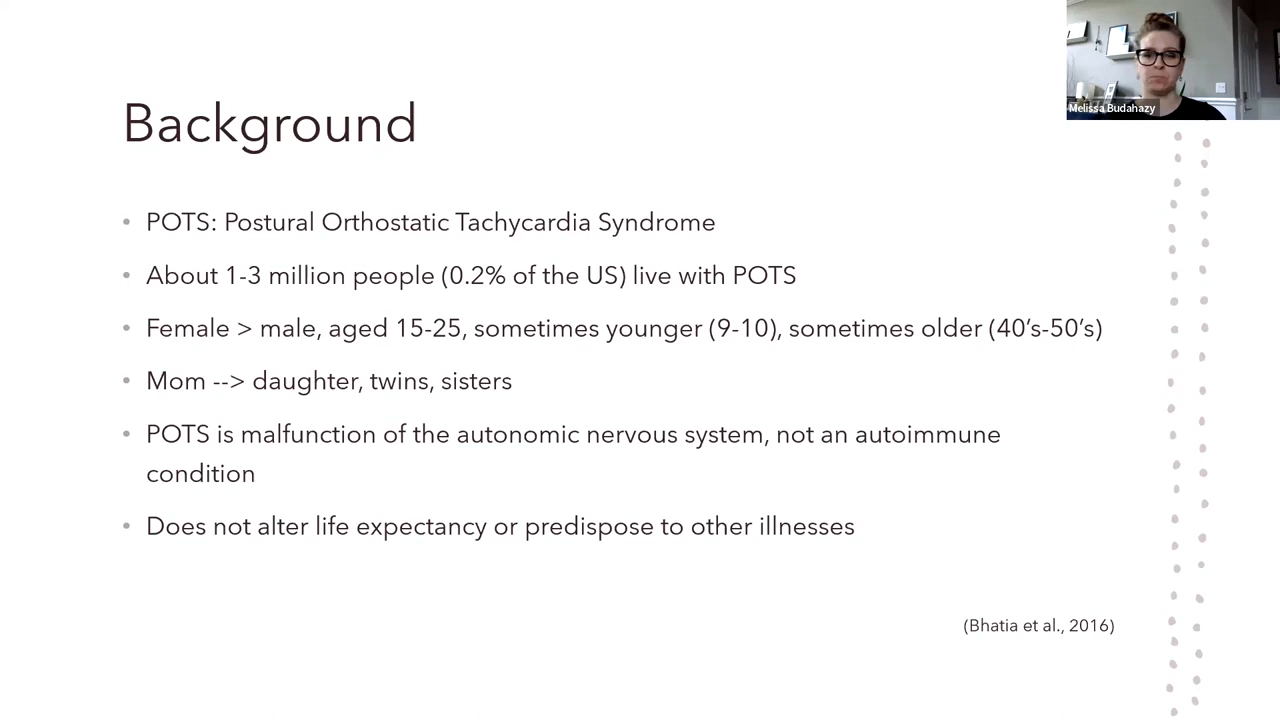 Melissa Budahazy
Background
• POTS: Postural Orthostatic Tachycardia Syndrome
• About 1-3 million people (0.2% of the US) live with POTS
• Female > male, aged 15-25, sometimes younger (9-10), sometimes older (40’s-50’s)
• Mom --> daughter, twins, sisters
• POTS is malfunction of the autonomic nervous system, not an autoimmune
condition
• Does not alter life expectancy or predispose to other illnesses
(Bhatia et al., 2016)